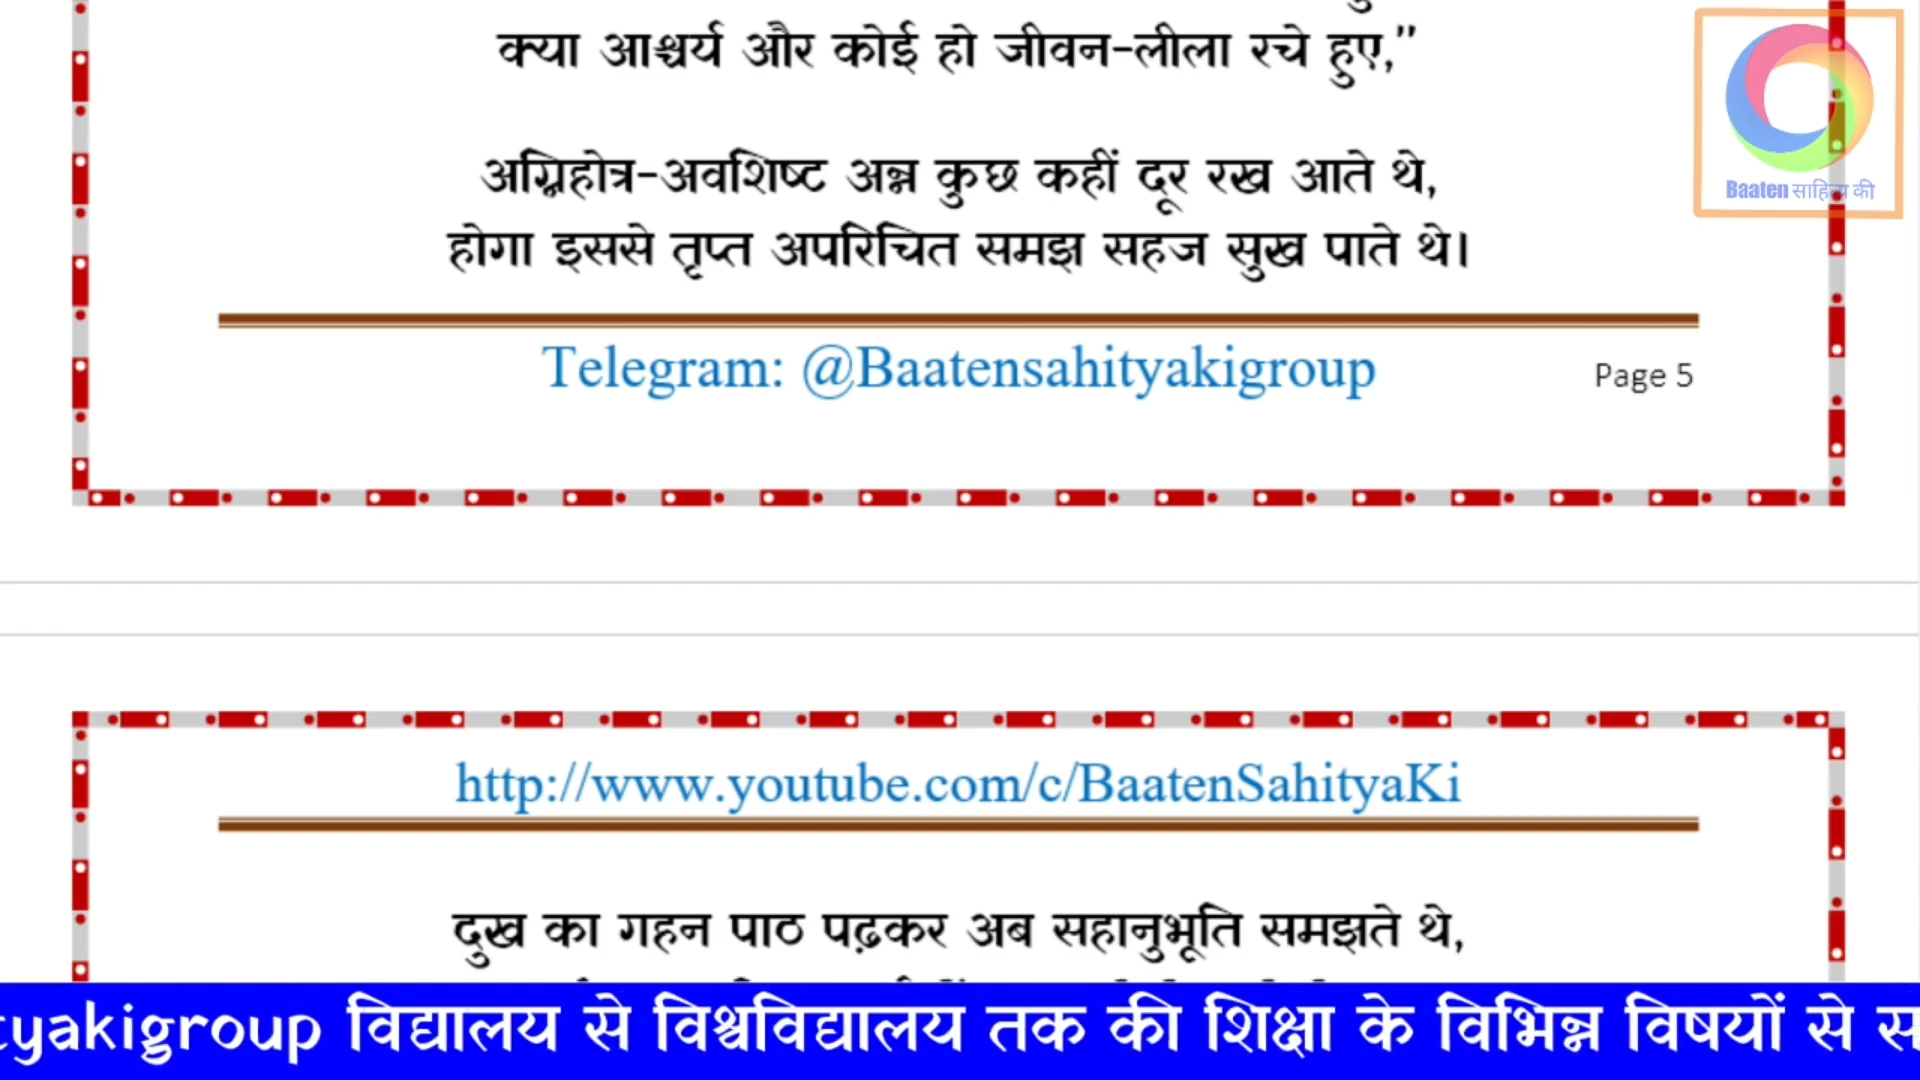 क्या आश्चर्य और कोई हो जीवन-लीला रचे हुए,”
Baaten साहित्य की
अग्निहोत्र-अवशिष्ट अन्न कुछ कहीं दूर रख आते थे,
होगा इससे तृप्त अपरिचित समझ सहज सुख पाते थे।
Telegram: @Baatensahityakigroup
Page 5
http://www.youtube.com/c/BaatenSahityaKi
दुख का गहन पाठ पढ़कर अब सहानुभूति समझते थे,
tyakigroup विद्यालय से विश्वविद्यालय तक की शिक्षा के विभिन्न विषयों से स